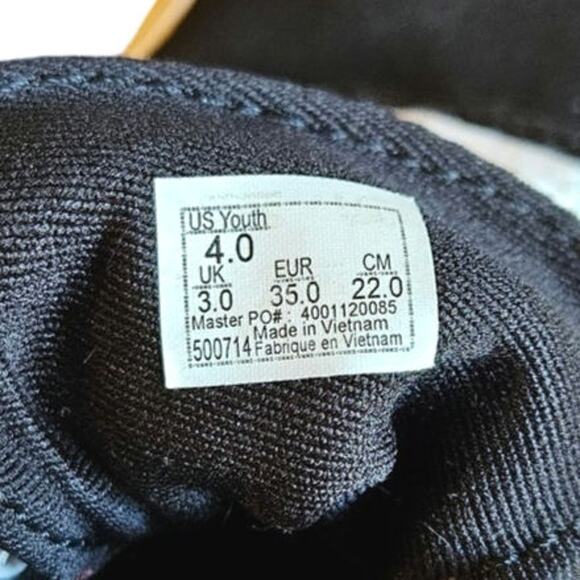 US Youth
4.0
UK EUR CM
3.0 35.0 22.0
Master PO# : 4001120085
Made in Vietnam
500714 Fabrique en Vietnam